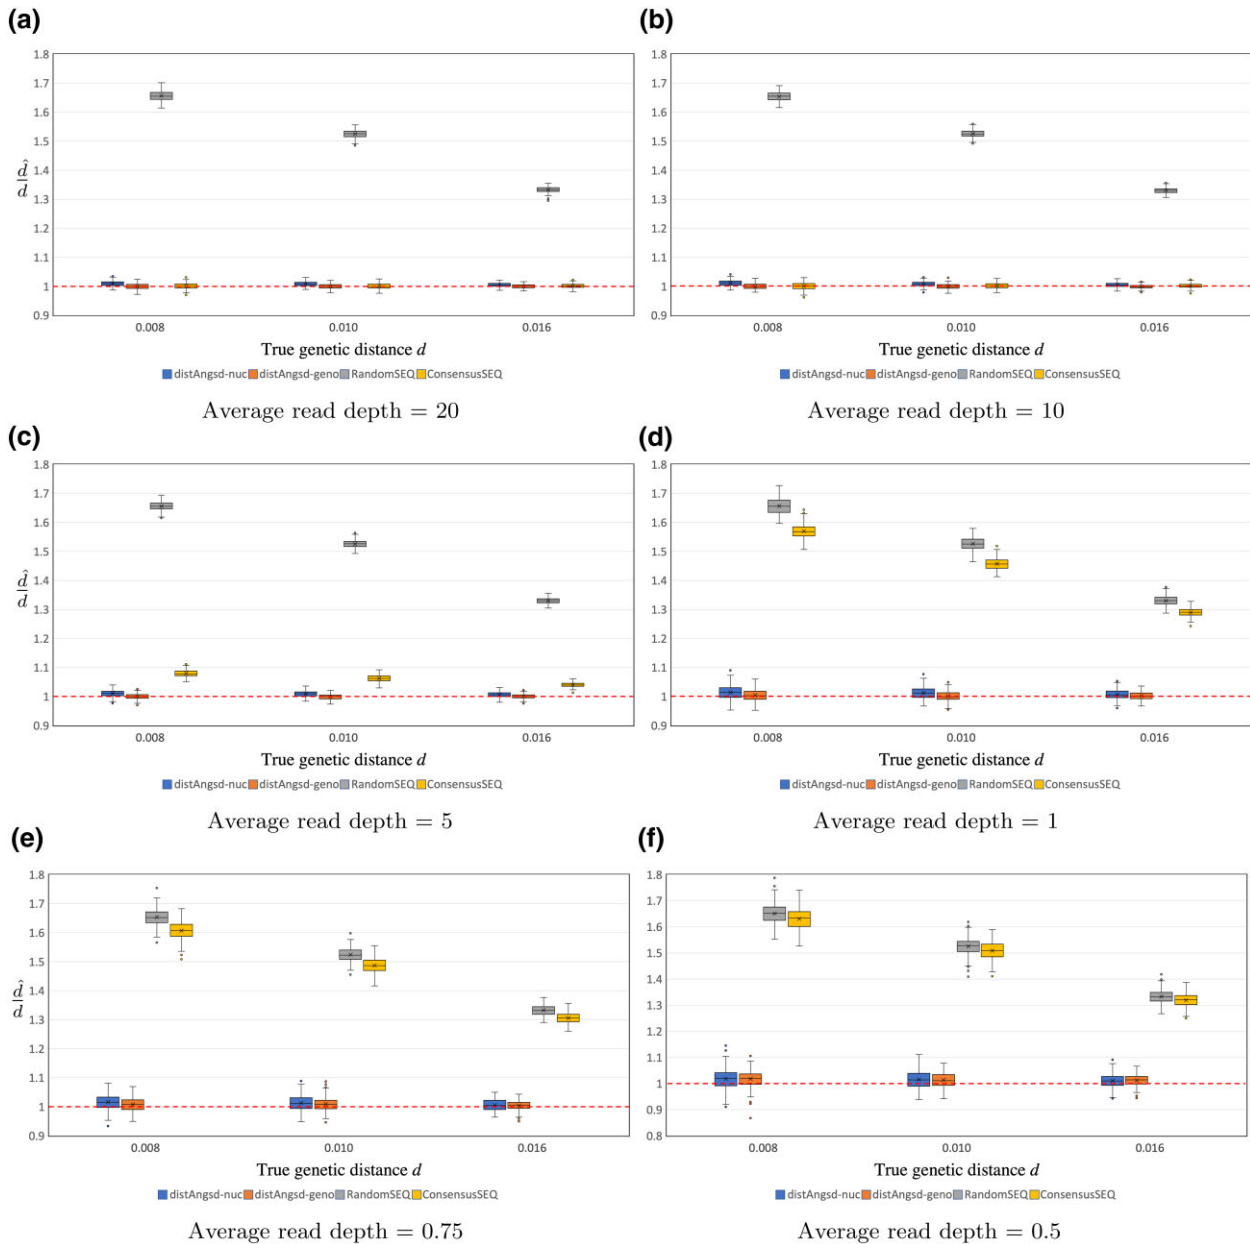 (a)
1.8
1.7
1.6
1.5
1.4
1.3
1.2
1.1
1
0.9
d̂/d
0.008 0.010 0.016
True genetic distance d
distAngsd-nuc distAngsd-geno RandomSEQ ConsensusSEQ
Average read depth = 20
(b)
1.8
1.7
1.6
1.5
1.4
1.3
1.2
1.1
1
0.9
0.008 0.010 0.016
True genetic distance d
distAngsd-nuc distAngsd-geno RandomSEQ ConsensusSEQ
Average read depth = 10
(c)
1.8
1.7
1.6
1.5
1.4
1.3
1.2
1.1
1
0.9
d̂/d
0.008 0.010 0.016
True genetic distance d
distAngsd-nuc distAngsd-geno RandomSEQ ConsensusSEQ
Average read depth = 5
(d)
1.8
1.7
1.6
1.5
1.4
1.3
1.2
1.1
1
0.9
0.008 0.010 0.016
True genetic distance d
distAngsd-nuc distAngsd-geno RandomSEQ ConsensusSEQ
Average read depth = 1
(e)
1.8
1.7
1.6
1.5
1.4
1.3
1.2
1.1
1
0.9
d̂/d
0.008 0.010 0.016
True genetic distance d
distAngsd-nuc distAngsd-geno RandomSEQ ConsensusSEQ
Average read depth = 0.75
(f)
1.8
1.7
1.6
1.5
1.4
1.3
1.2
1.1
1
0.9
0.8
0.008 0.010 0.016
True genetic distance d
distAngsd-nuc distAngsd-geno RandomSEQ ConsensusSEQ
Average read depth = 0.5